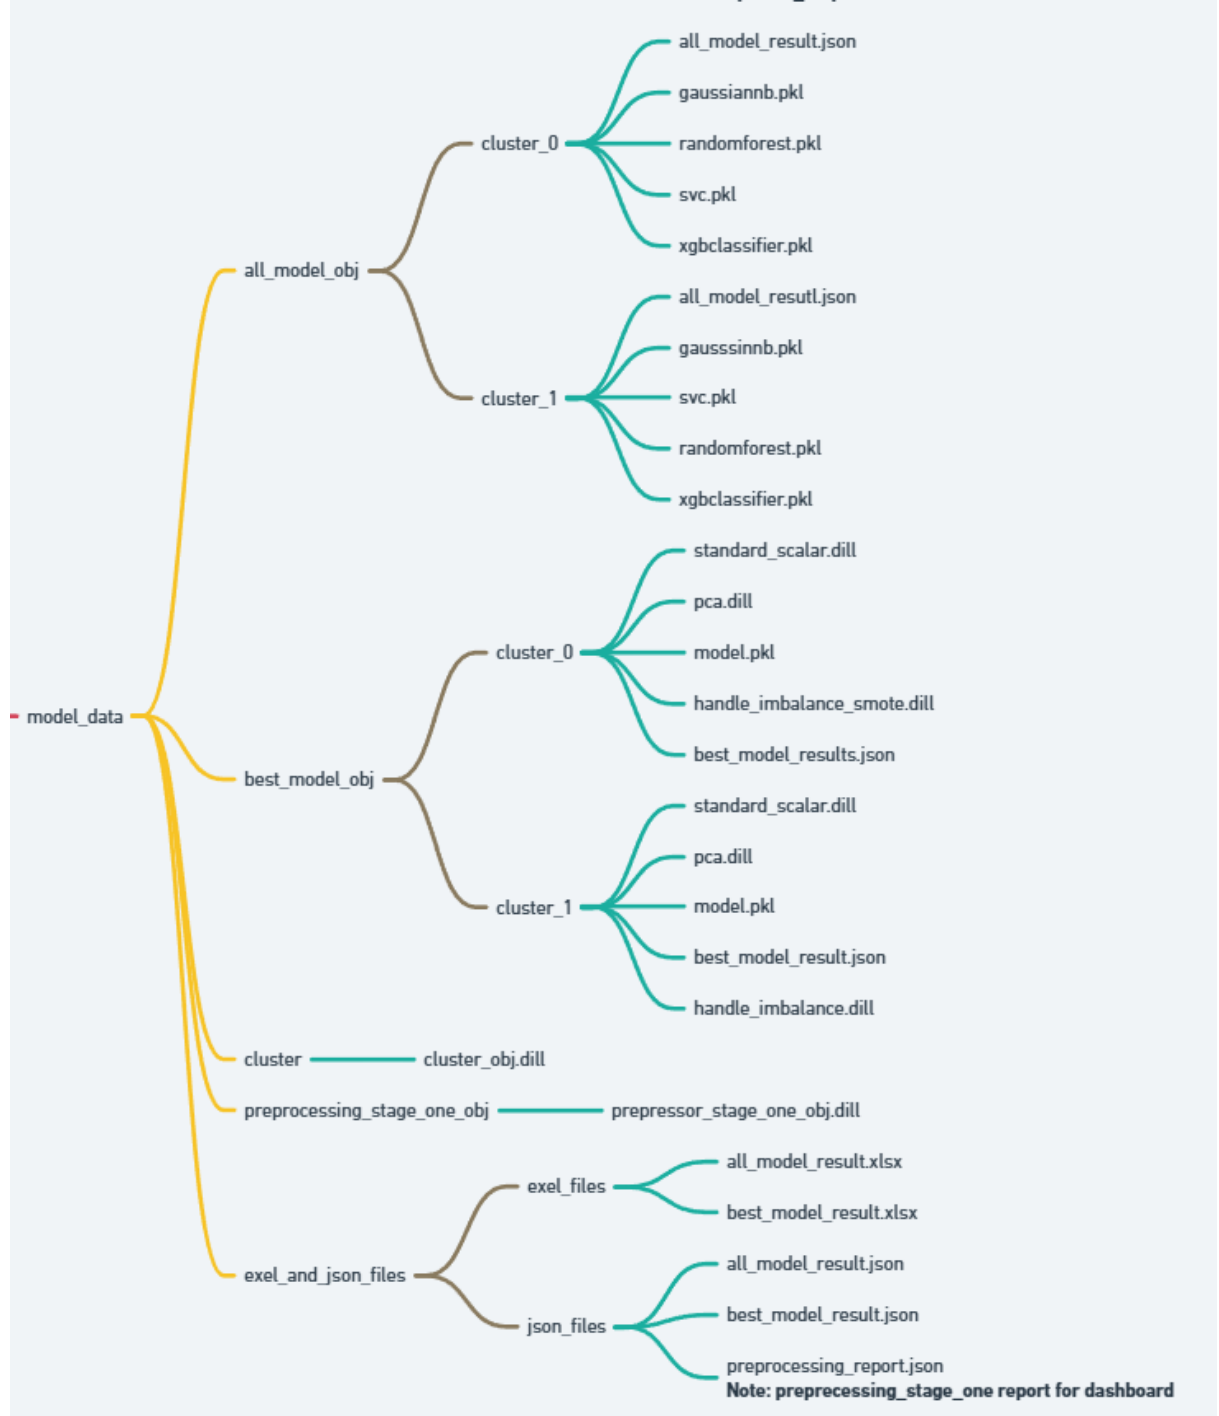 all_model_result.json
gaussiannb.pkl
cluster_0
randomforest.pkl
svc.pkl
xgbclassifier.pkl
all_model_obj
all_model_resutl.json
gausssinnb.pkl
cluster_1
svc.pkl
randomforest.pkl
xgbclassifier.pkl
standard_scalar.dill
pca.dill
cluster_0
model.pkl
handle_imbalance_smote.dill
model_data
best_model_results.json
best_model_obj
standard_scalar.dill
pca.dill
cluster_1
model.pkl
best_model_result.json
handle_imbalance.dill
cluster
cluster_obj.dill
preprocessing_stage_one_obj
prepressor_stage_one_obj.dill
all_model_result.xlsx
exel_files
best_model_result.xlsx
exel_and_json_files
all_model_result.json
json_files
best_model_result.json
preprocessing_report.json
Note: preprecessing_stage_one report for dashboard